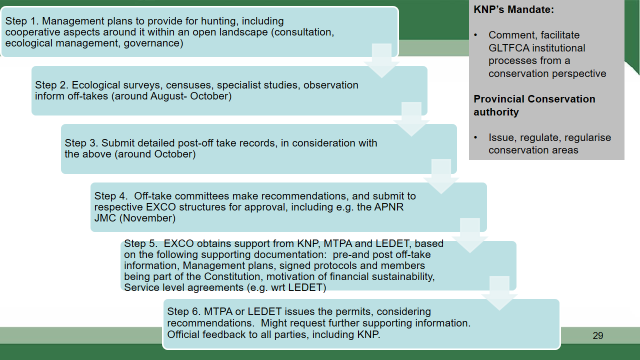 Step 1. Management plans to provide for hunting, including
cooperative aspects around it within an open landscape (consultation,
ecological management, governance)
Step 2. Ecological surveys, censuses, specialist studies, observation
inform off-takes (around August- October)
Step 3. Submit detailed post-off take records, in consideration with
the above (around October)
Step 4.  Off-take committees make recommendations, and submit to
respective EXCO structures for approval, including e.g. the APNR
JMC (November)
Step 5.  EXCO obtains support from KNP, MTPA and LEDET, based
on the following supporting documentation:  pre-and post off-take
information, Management plans, signed protocols and members
being part of the Constitution, motivation of financial sustainability,
Service level agreements (e.g. wrt LEDET)
Step 6. MTPA or LEDET issues the permits, considering
recommendations.  Might request further supporting information.
Official feedback to all parties, including KNP.
KNP's Mandate:
• Comment, facilitate
GLTFCA institutional
processes from a
conservation perspective
Provincial Conservation
authority
• Issue, regulate, regularise
conservation areas
29